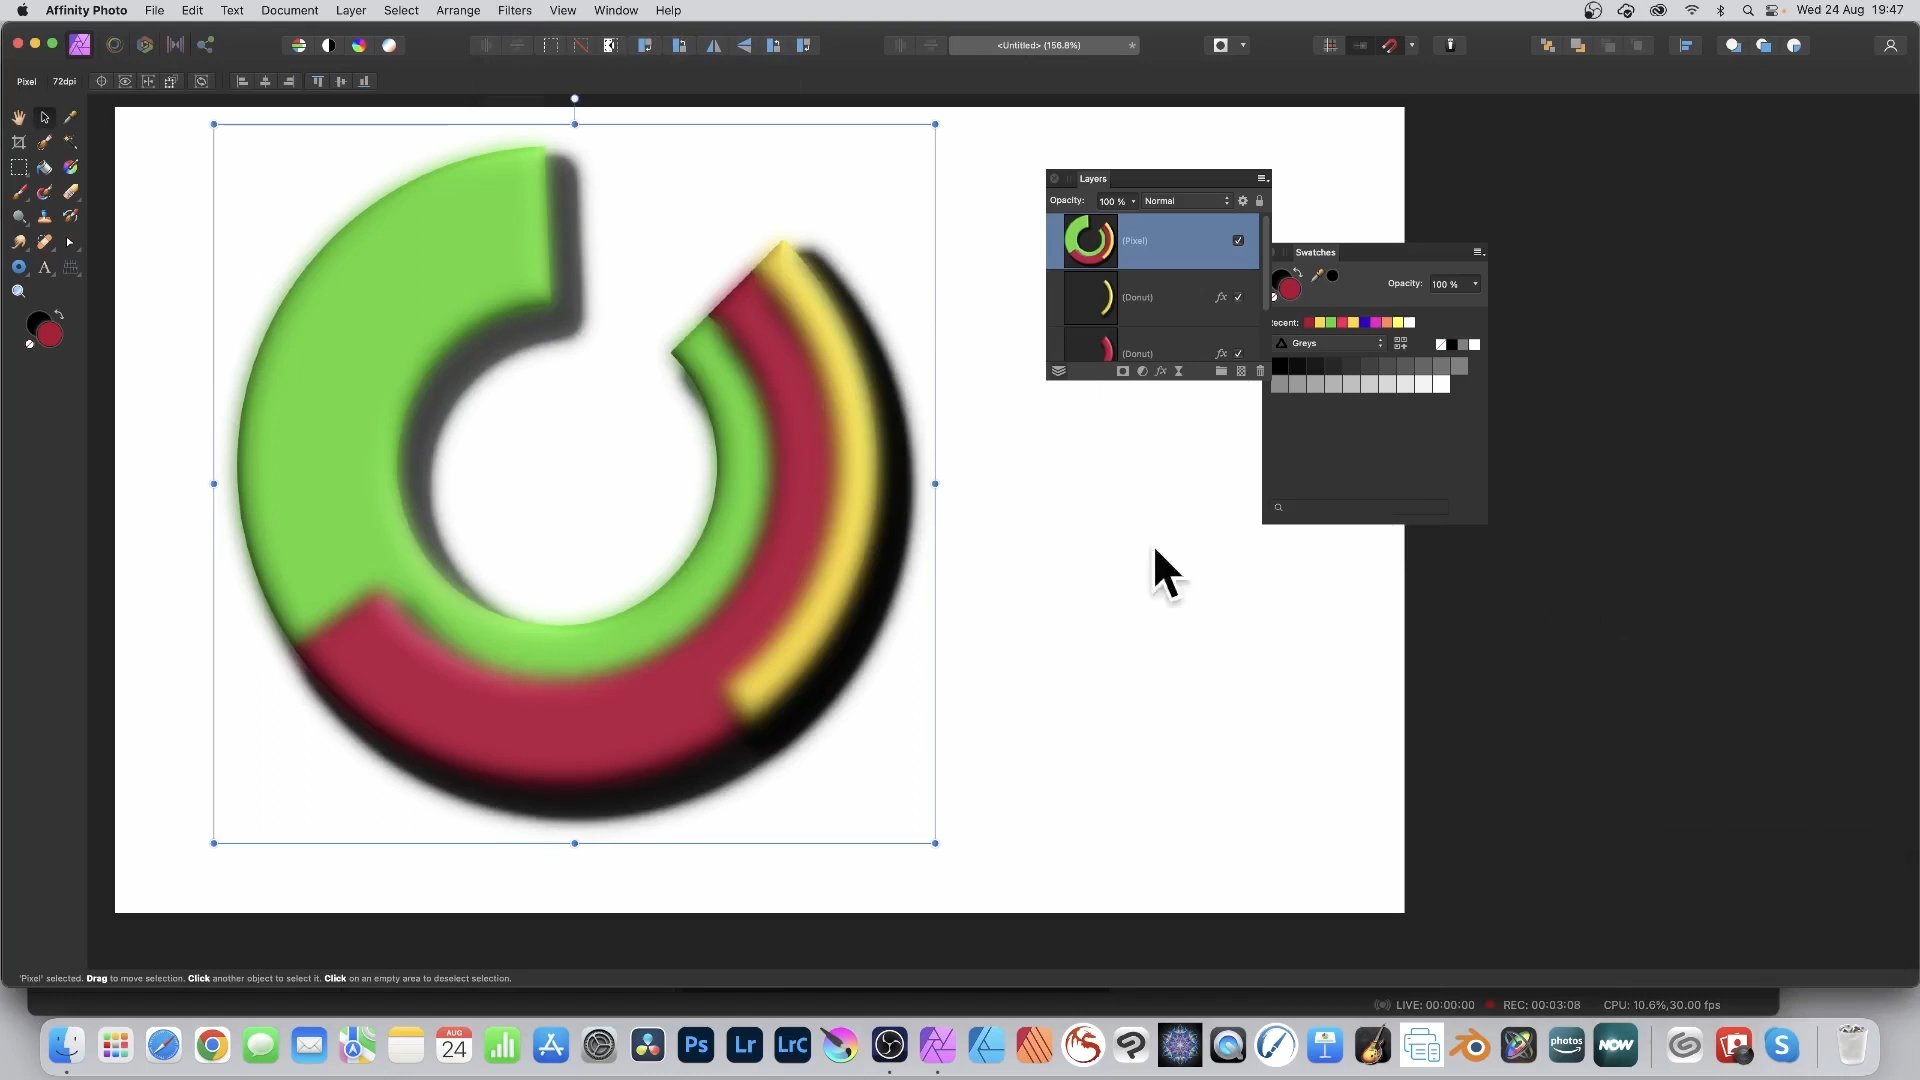 Affinity Photo File Edit Text Document Layer Select Arrange Filters View Window Help Wed 24 Aug 19:47
<Untitled> (156.8%)
Pixel 72dpi
Layers
Opacity: 100 % Normal
(Pixel)
(Donut)
(Donut)
Swatches
Opacity: 100 %
ecent:
Greys
A
'Pixel' selected. Drag to move selection. Click another object to select it. Click on an empty area to deselect selection.
LIVE: 00:00:00 REC: 00:03:08 CPU: 10.6%,30.00 fps
AUG
24
Ps
Lr
LrC
photos
NOW
S